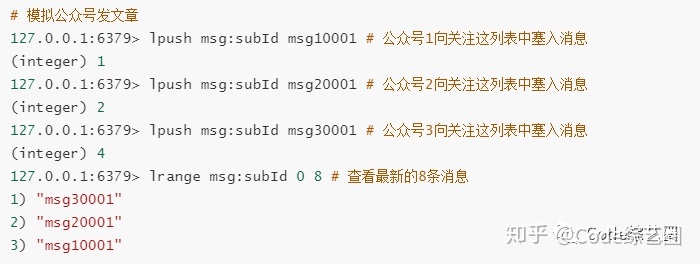 # 模拟公众号发文章
127.0.0.1:6379> lpush msg:subId msg10001 # 公众号1向关注这列表中塞入消息
(integer) 1
127.0.0.1:6379> lpush msg:subId msg20001 # 公众号2向关注这列表中塞入消息
(integer) 2
127.0.0.1:6379> lpush msg:subId msg30001 # 公众号3向关注这列表中塞入消息
(integer) 4
127.0.0.1:6379> lrange msg:subId 0 8 # 查看最新的8条消息
1) "msg30001"
2) "msg20001"
3) "msg10001"
知乎 @Code综艺圈